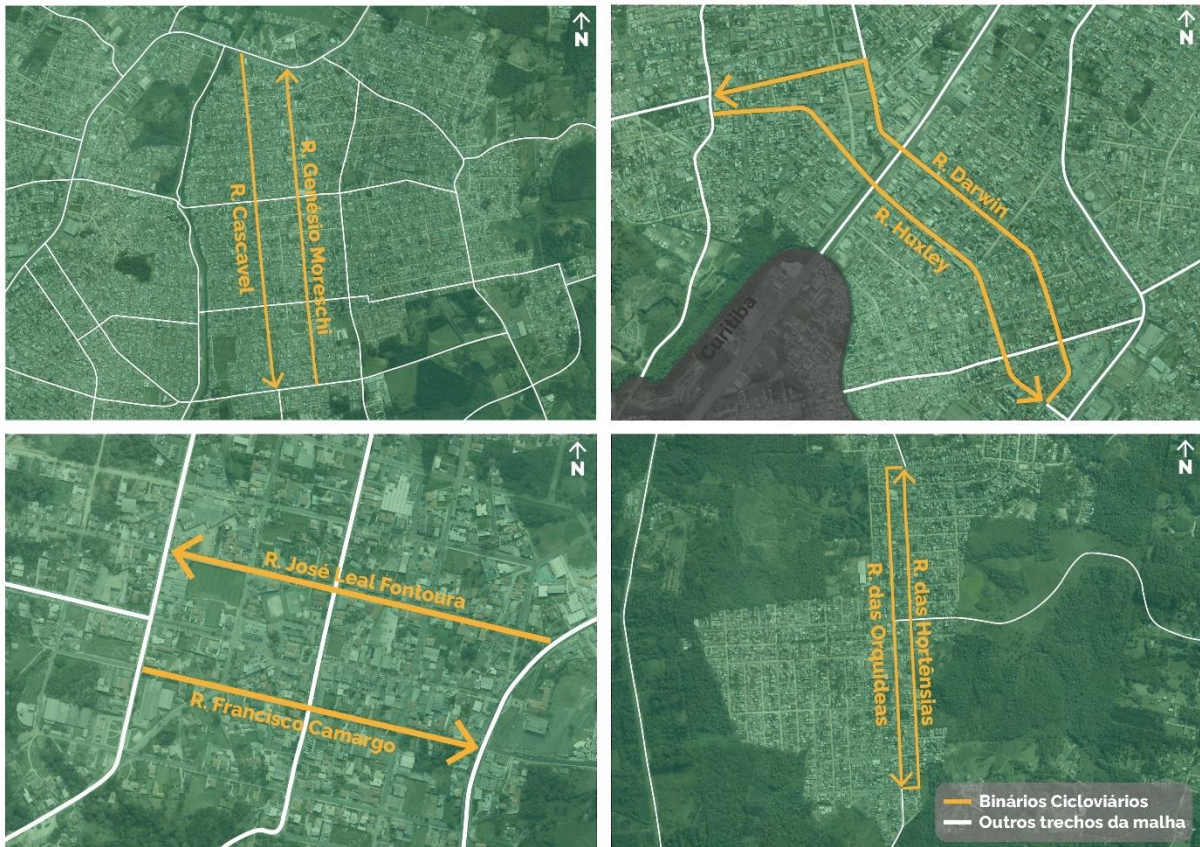 N
R. Cascavel
R. Genésio Moreschi
N
R. Darwin
R. Huxley
Curitiba
N
R. José Leal Fontoura
R. Francisco Camargo
N
R. das Orquídeas
R. das Hortênsias
Binários Cicloviários
Outros trechos da malha